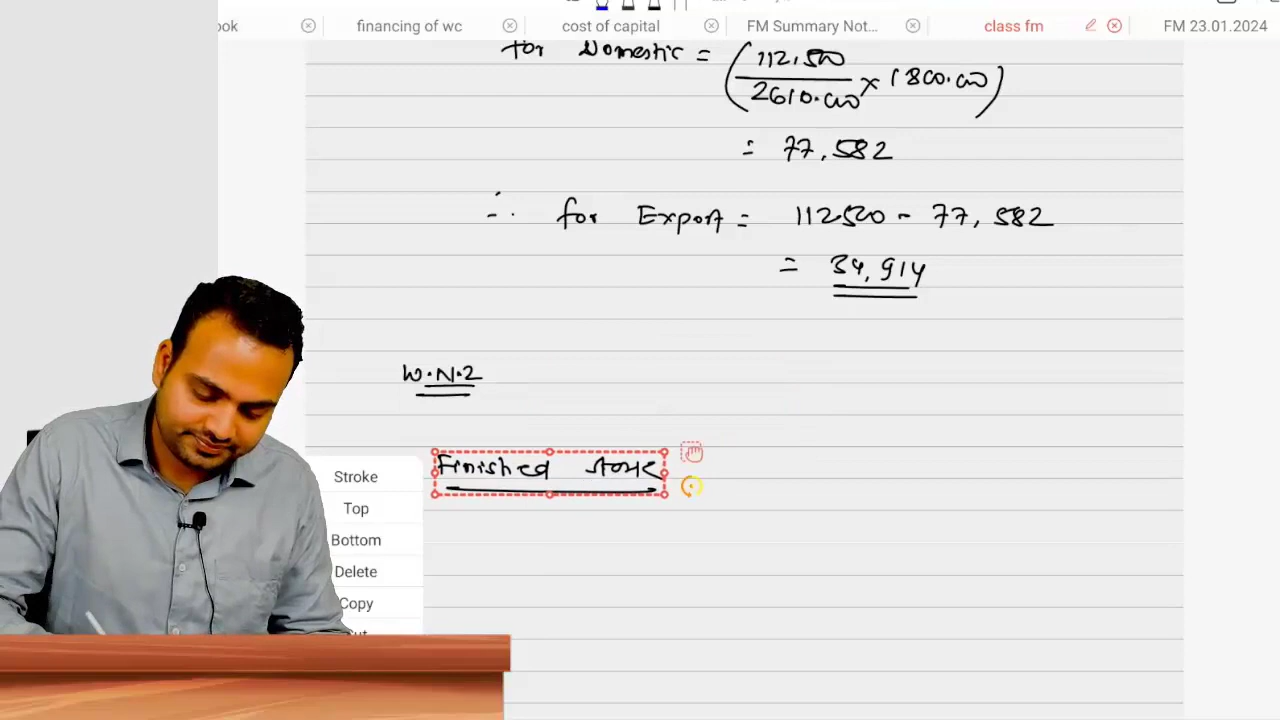 ook financing of wc cost of capital FM Summary Not... class fm FM 23.01.2024
for Domestic = (112,500 / 2610.00 × 1800.00)
= 77,582
∴ for Export = 112500 - 77,582
= 34,914
W.N.2
Finished stock
Stroke
Top
Bottom
Delete
Copy
Cut